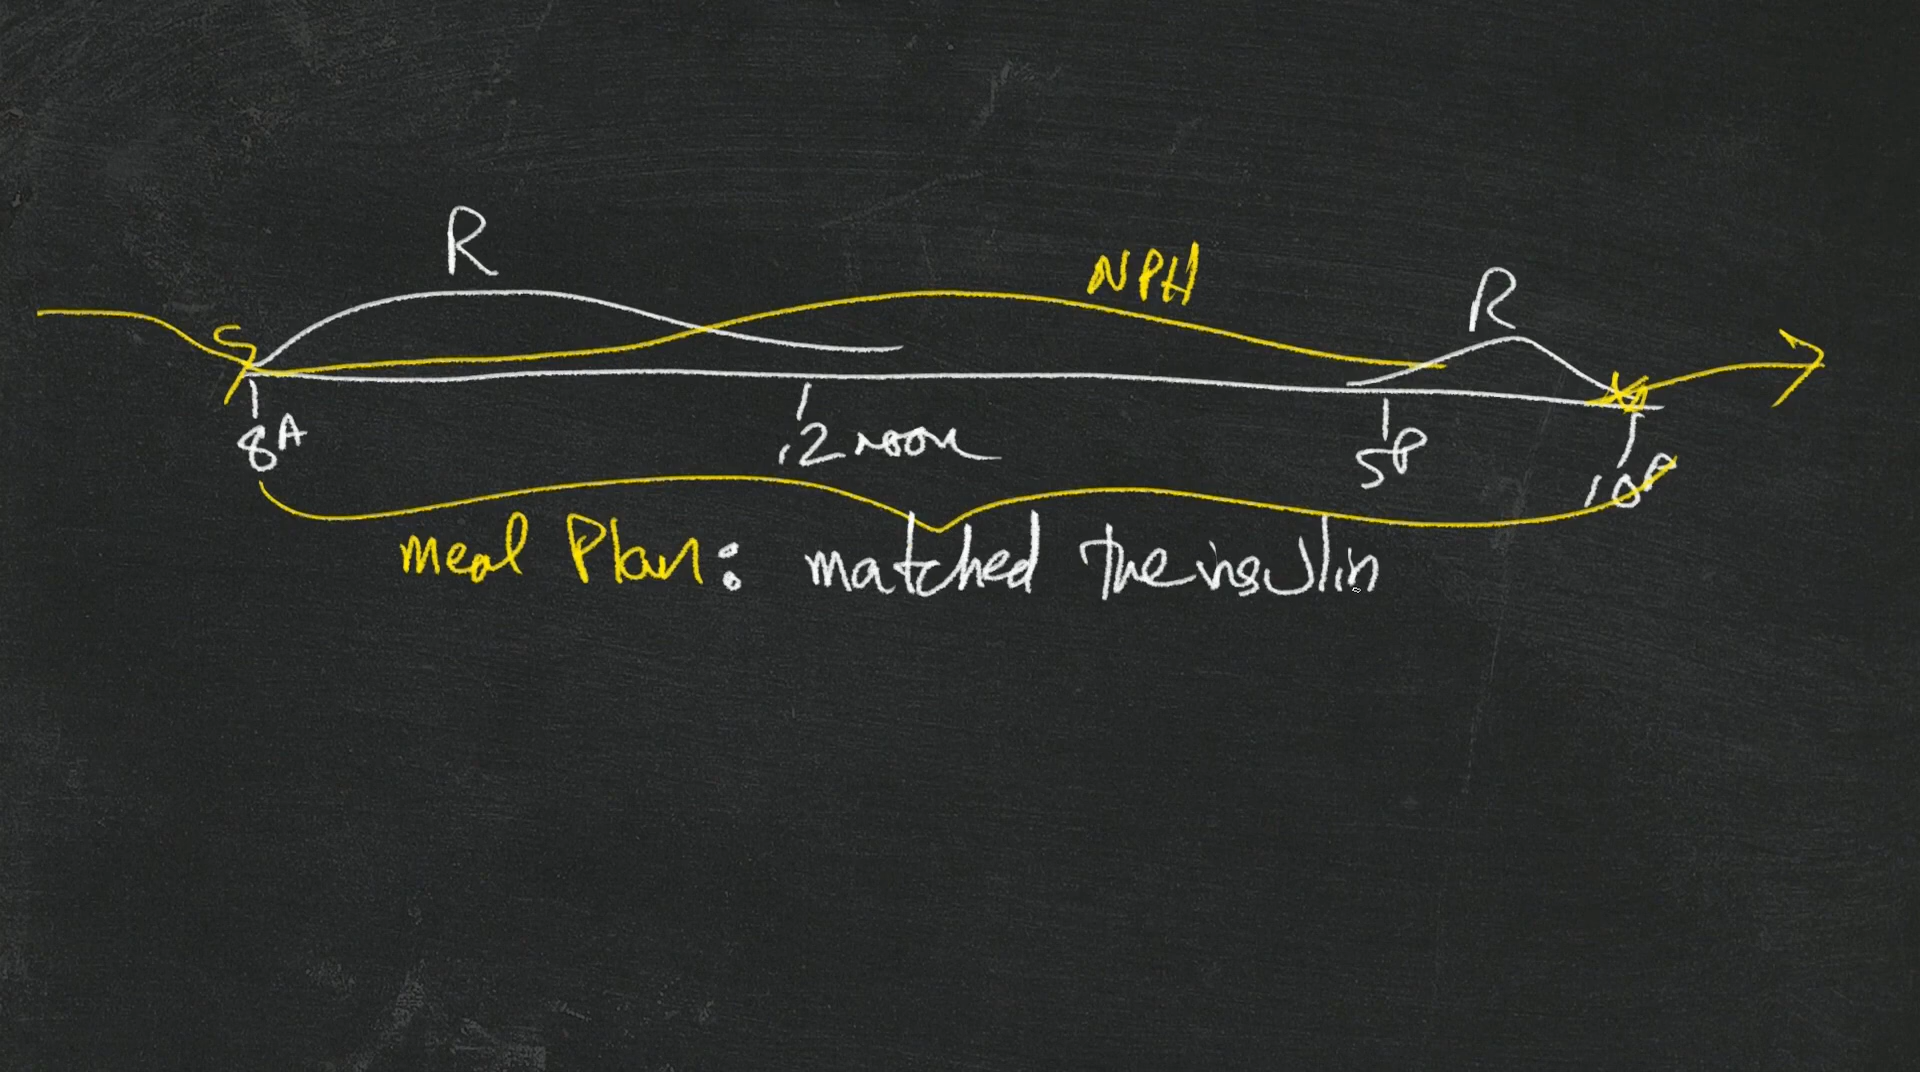 R
NPH
R
8A
12 noon
5P
10P
meal Plan: matched the insulin